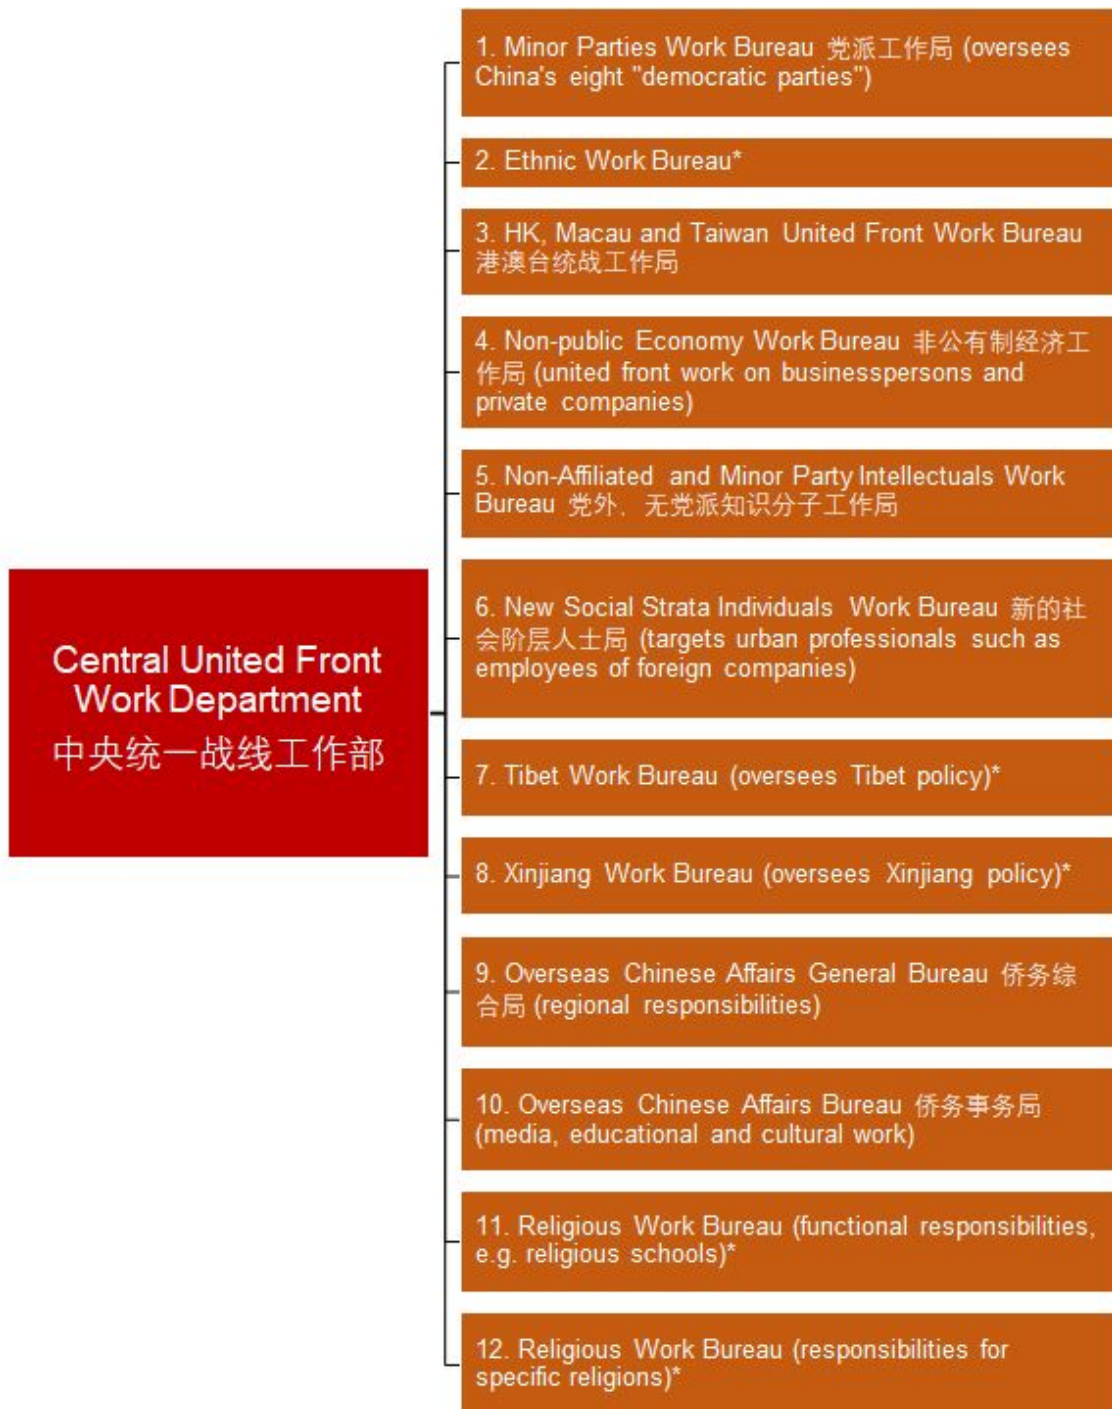 1. Minor Parties Work Bureau 党派工作局 (oversees
China's eight "democratic parties")
2. Ethnic Work Bureau*
3. HK, Macau and Taiwan United Front Work Bureau
港澳台统战工作局
4. Non-public Economy Work Bureau 非公有制经济工
作局 (united front work on businesspersons and
private companies)
5. Non-Affiliated and Minor Party Intellectuals Work
Bureau 党外、无党派知识分子工作局
6. New Social Strata Individuals Work Bureau 新的社
会阶层人士局 (targets urban professionals such as
employees of foreign companies)
Central United Front
Work Department
中央统一战线工作部
7. Tibet Work Bureau (oversees Tibet policy)*
8. Xinjiang Work Bureau (oversees Xinjiang policy)*
9. Overseas Chinese Affairs General Bureau 侨务综
合局 (regional responsibilities)
10. Overseas Chinese Affairs Bureau 侨务事务局
(media, educational and cultural work)
11. Religious Work Bureau (functional responsibilities,
e.g. religious schools)*
12. Religious Work Bureau (responsibilities for
specific religions)*